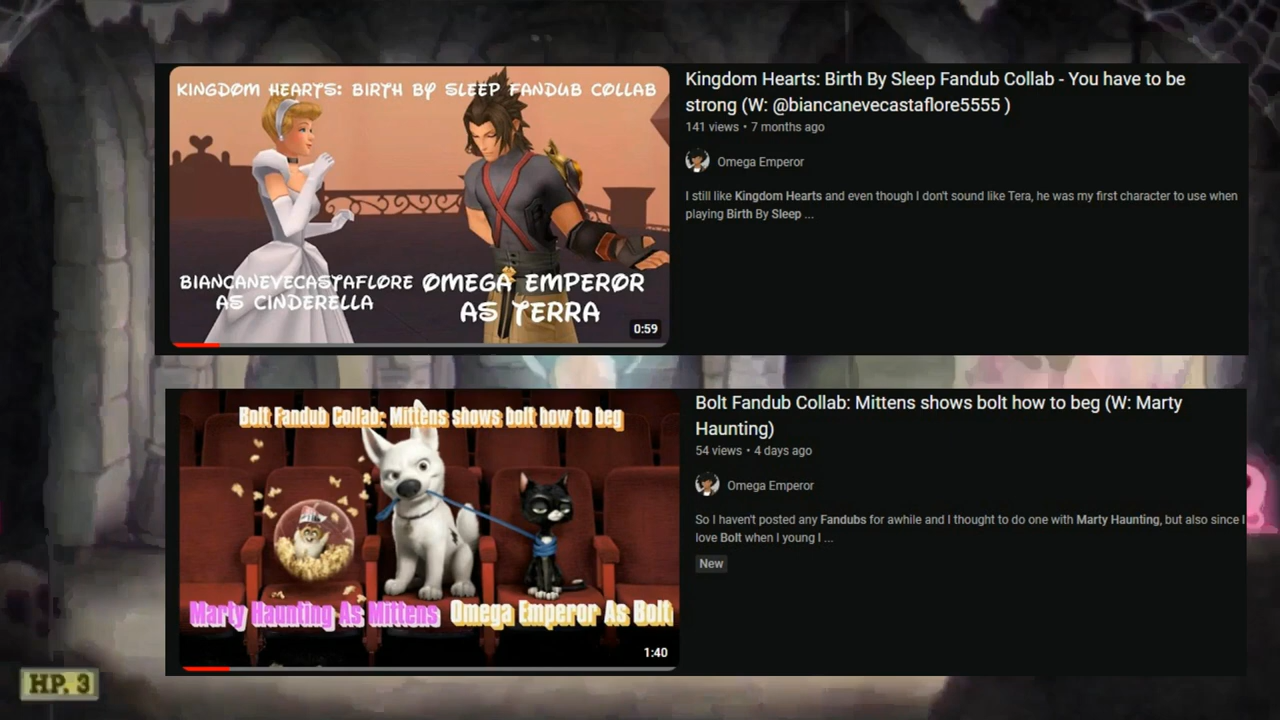 KINGDOM HEARTS: BIRTH BY SLEEP FANDUB COLLAB
BIANCANEVECASTAFLORE
AS CINDERELLA
OMEGA EMPEROR
AS TERRA
0:59
Kingdom Hearts: Birth By Sleep Fandub Collab - You have to be
strong (W: @biancanevecastaflore5555 )
141 views • 7 months ago
Omega Emperor
I still like Kingdom Hearts and even though I don't sound like Tera, he was my first character to use when
playing Birth By Sleep ...
Bolt Fandub Collab: Mittens shows bolt how to beg
Marty Haunting As Mittens
Omega Emperor As Bolt
1:40
Bolt Fandub Collab: Mittens shows bolt how to beg (W: Marty
Haunting)
54 views • 4 days ago
Omega Emperor
So I haven't posted any Fandubs for awhile and I thought to do one with Marty Haunting, but also since I
love Bolt when I young I ...
New
HP. 3